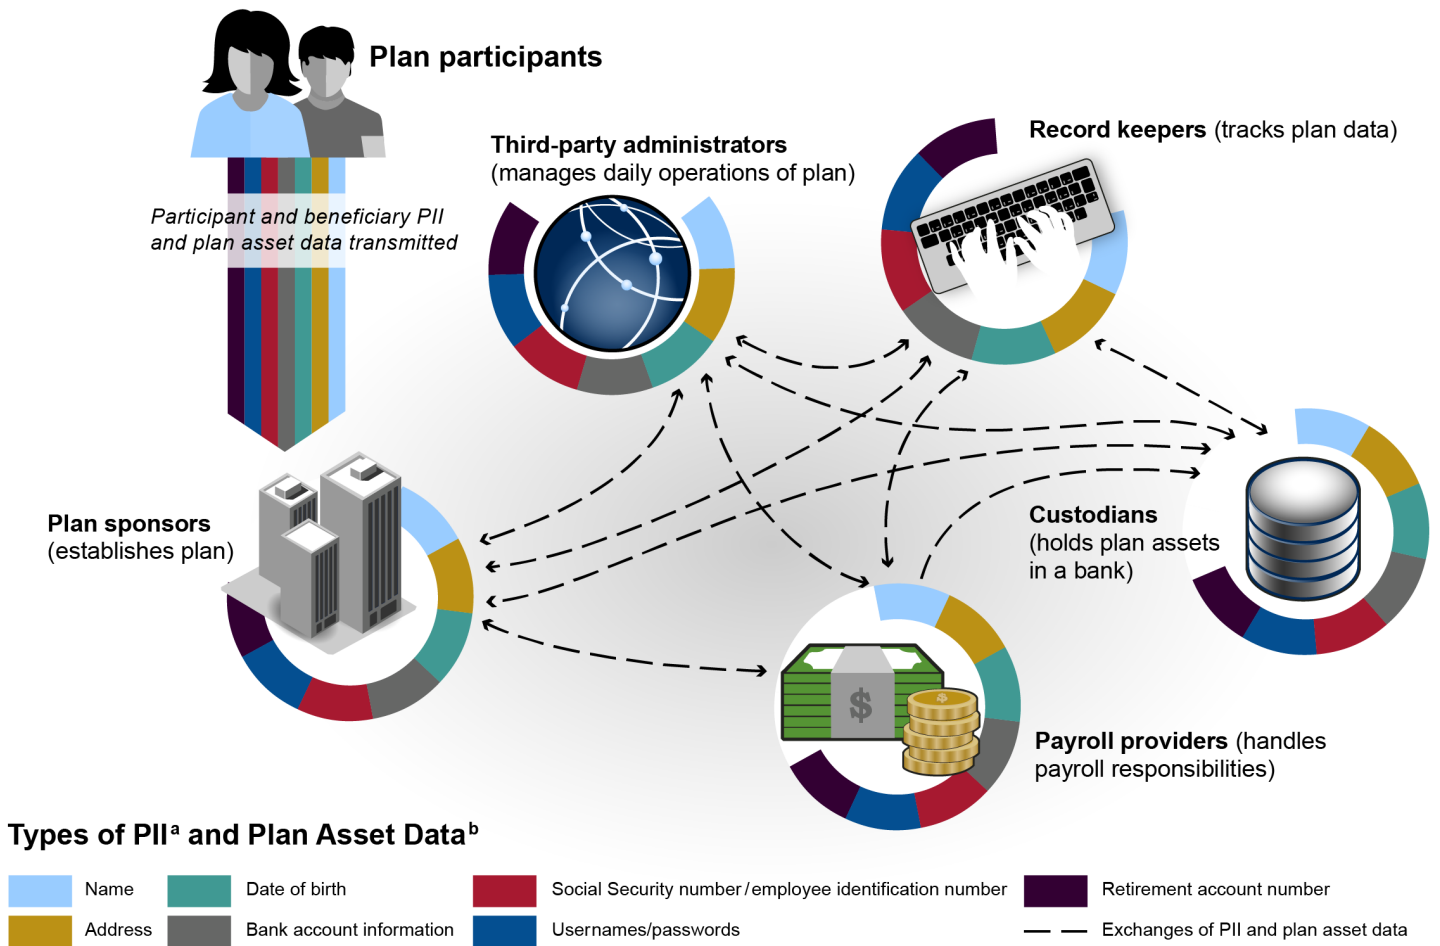 Plan participants
Participant and beneficiary PII
and plan asset data transmitted
Third-party administrators
(manages daily operations of plan)
Record keepers (tracks plan data)
Plan sponsors
(establishes plan)
Custodians
(holds plan assets
in a bank)
$
$
Payroll providers (handles
payroll responsibilities)
Types of PIIᵃ and Plan Asset Dataᵇ
Name
Date of birth
Social Security number/employee identification number
Retirement account number
Address
Bank account information
Usernames/passwords
Exchanges of PII and plan asset data